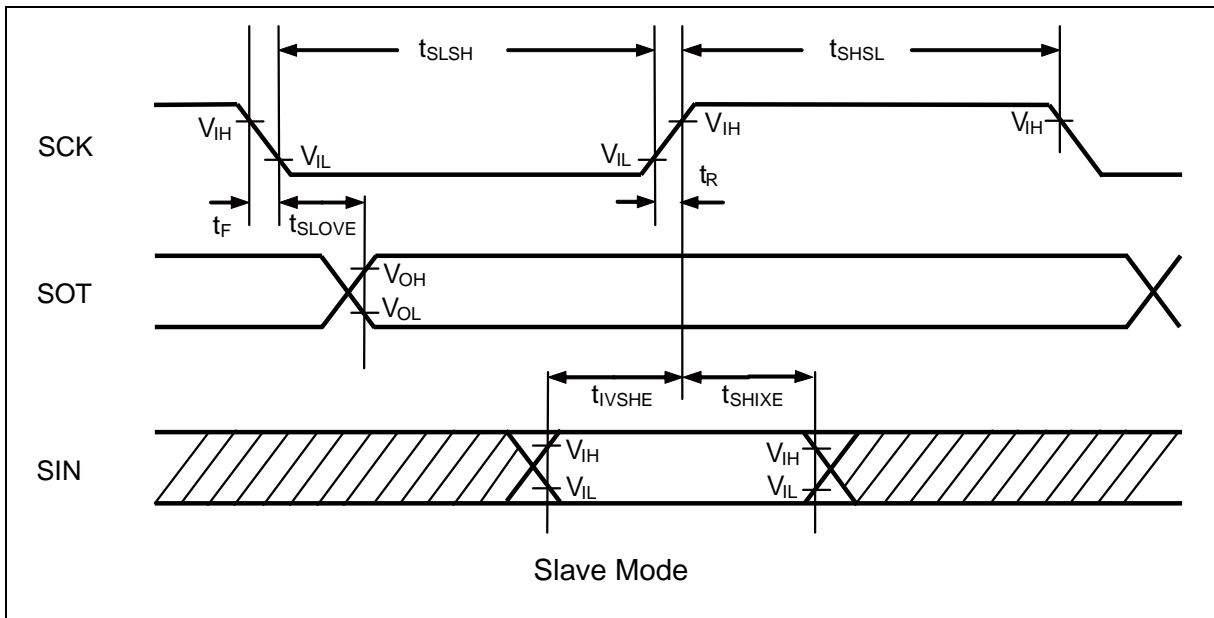 tSLSH tSHSL
SCK VIH VIL VIL VIH VIH
tF tSLOVE tR
SOT VOH VOL
tIVSHE tSHIXE
SIN VIH VIL VIH VIL
Slave Mode